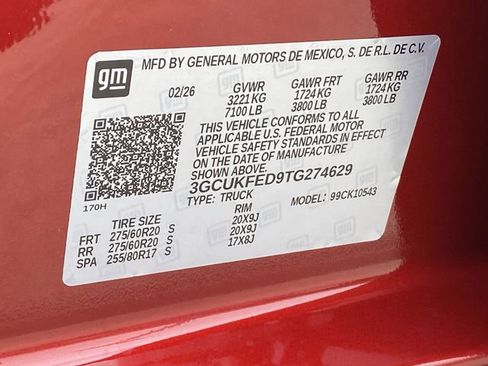 gm
MFD BY GENERAL MOTORS DE MEXICO, S. DE R.L. DE C.V.
02/26 GVWR GAWR FRT GAWR RR
3221 KG 1724 KG 1724 KG
7100 LB 3800 LB 3800 LB
THIS VEHICLE CONFORMS TO ALL
APPLICABLE U.S. FEDERAL MOTOR
VEHICLE SAFETY STANDARDS IN EFFECT
ON THE DATE OF MANUFACTURE
SHOWN ABOVE.
3GCUKFED9TG274629
TYPE: TRUCK MODEL: 99CK10543
170H
TIRE SIZE RIM
FRT 275/60R20 S 20X9J
RR 275/60R20 S 20X9J
SPA 255/80R17 S 17X8J